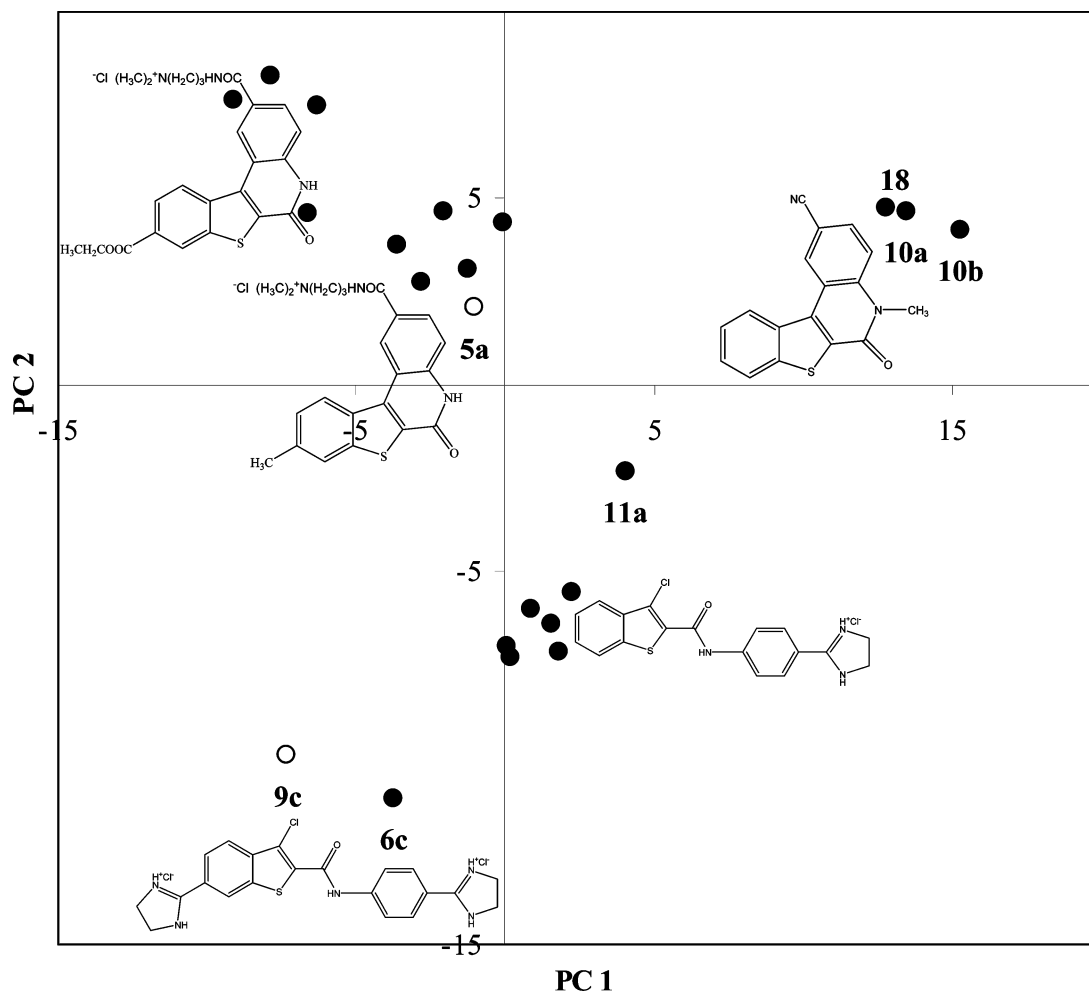 ⁻Cl (H₃C)₂⁺N(H₂C)₃HNOC
NH
O
S
H₃CH₂COOC
5
18
NC
10a
10b
N
CH₃
O
S
⁻Cl (H₃C)₂⁺N(H₂C)₃HNOC
5a
NH
O
S
H₃C
PC 2
-15
-5
5
15
11a
-5
Cl
O
S
HN
H⁺Cl⁻
N
N
H
9c
6c
Cl
O
S
HN
H⁺Cl⁻
N
NH
H⁺Cl⁻
N
N
H
-15
PC 1